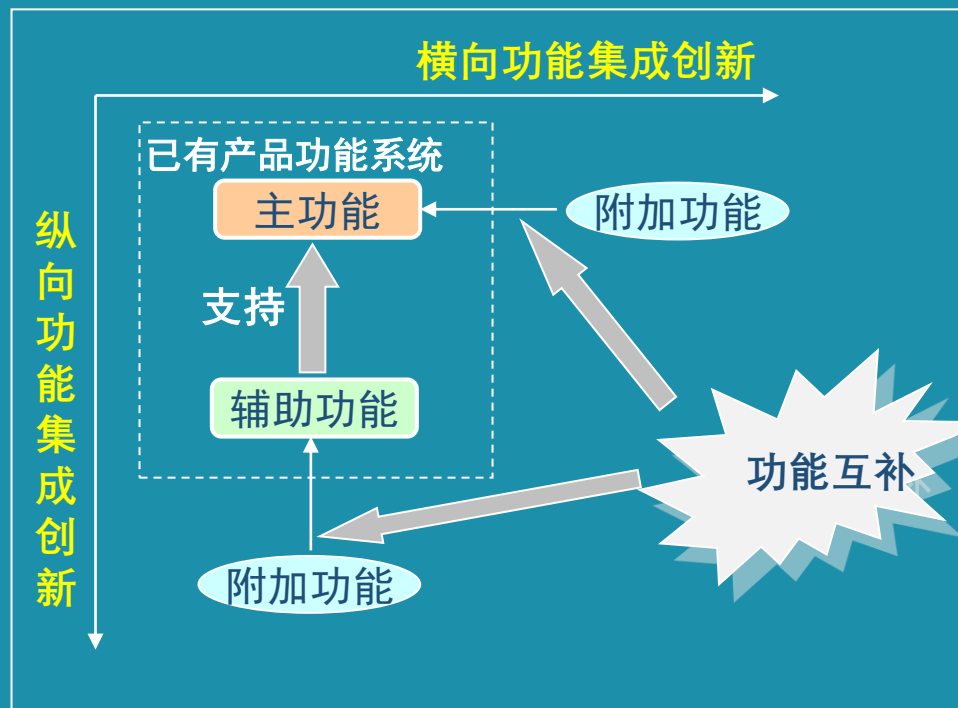 横向功能集成创新
已有产品功能系统
主功能
附加功能
纵向功能集成创新
支持
辅助功能
功能互补
附加功能